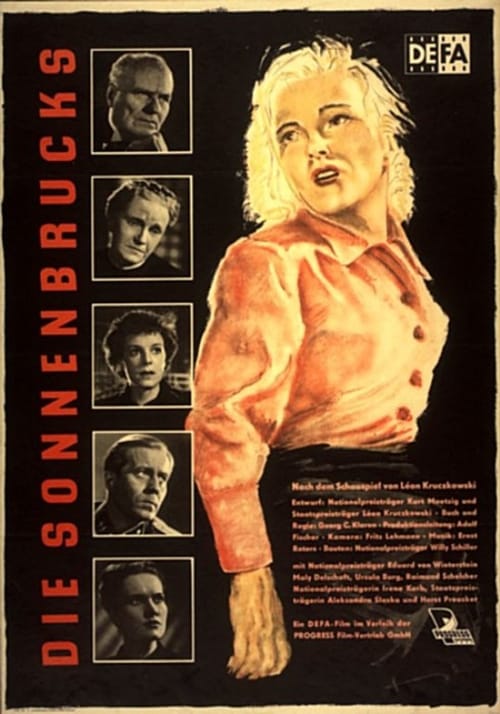 DEFA
DIE SONNENBRUCKS
Nach dem Schauspiel von Léon Kruczkowski
Entwurf: Nationalpreisträger Kurt Maetzig und
Staatspreisträger Léon Kruczkowski · Buch und
Regie: Georg C. Klaren · Produktionsleitung: Adolf
Fischer · Kamera: Fritz Lehmann · Musik: Ernst
Roters · Bauten: Nationalpreisträger Willy Schiller
mit Nationalpreisträger Eduard von Winterstein
Maly Delschaft, Ursula Burg, Raimund Schelcher
Nationalpreisträgerin Irene Korb, Staatspreis-
trägerin Aleksandra Slaska und Horst Preusker
Ein DEFA-Film im Verleih der
PROGRESS Film-Vertrieb GmbH
PROGRESS